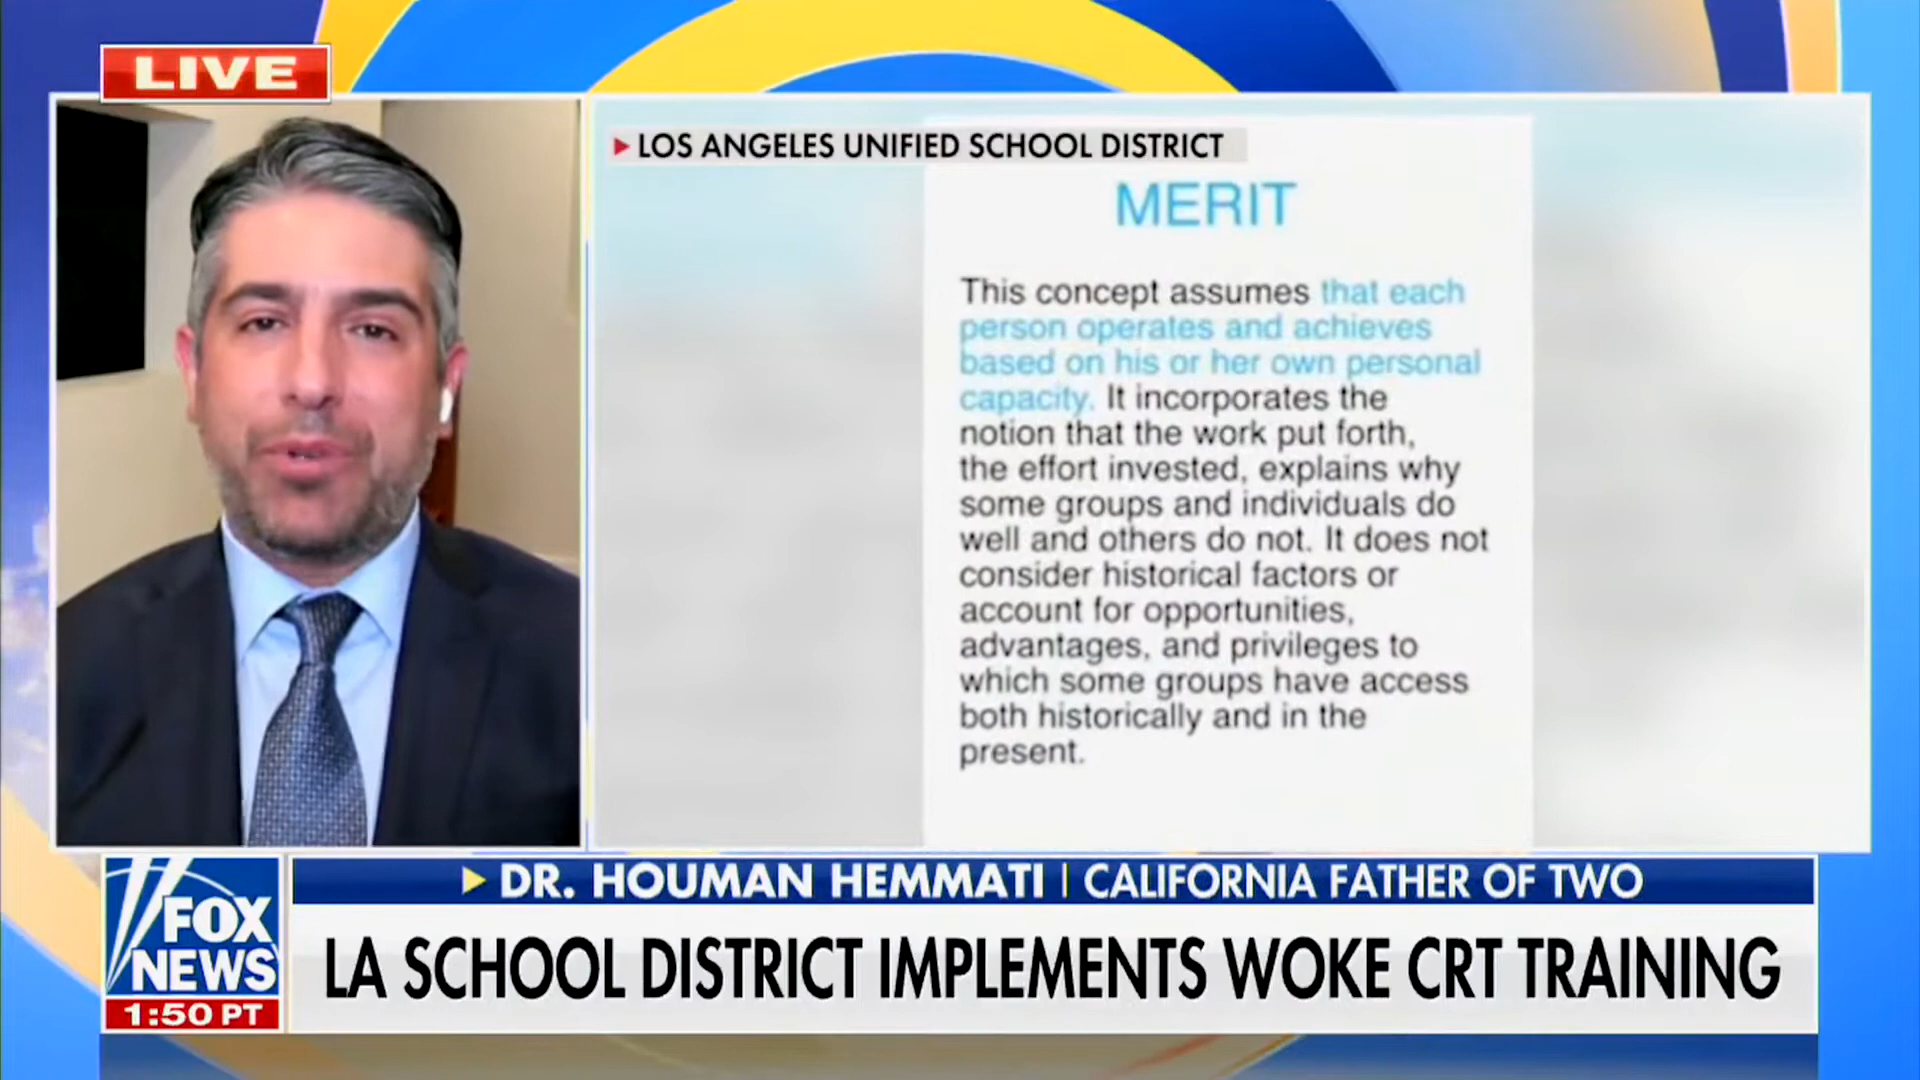 LIVE
LOS ANGELES UNIFIED SCHOOL DISTRICT
MERIT
This concept assumes that each
person operates and achieves
based on his or her own personal
capacity. It incorporates the
notion that the work put forth,
the effort invested, explains why
some groups and individuals do
well and others do not. It does not
consider historical factors or
account for opportunities,
advantages, and privileges to
which some groups have access
both historically and in the
present.
DR. HOUMAN HEMMATI | CALIFORNIA FATHER OF TWO
LA SCHOOL DISTRICT IMPLEMENTS WOKE CRT TRAINING
FOX
NEWS
1:50 PT